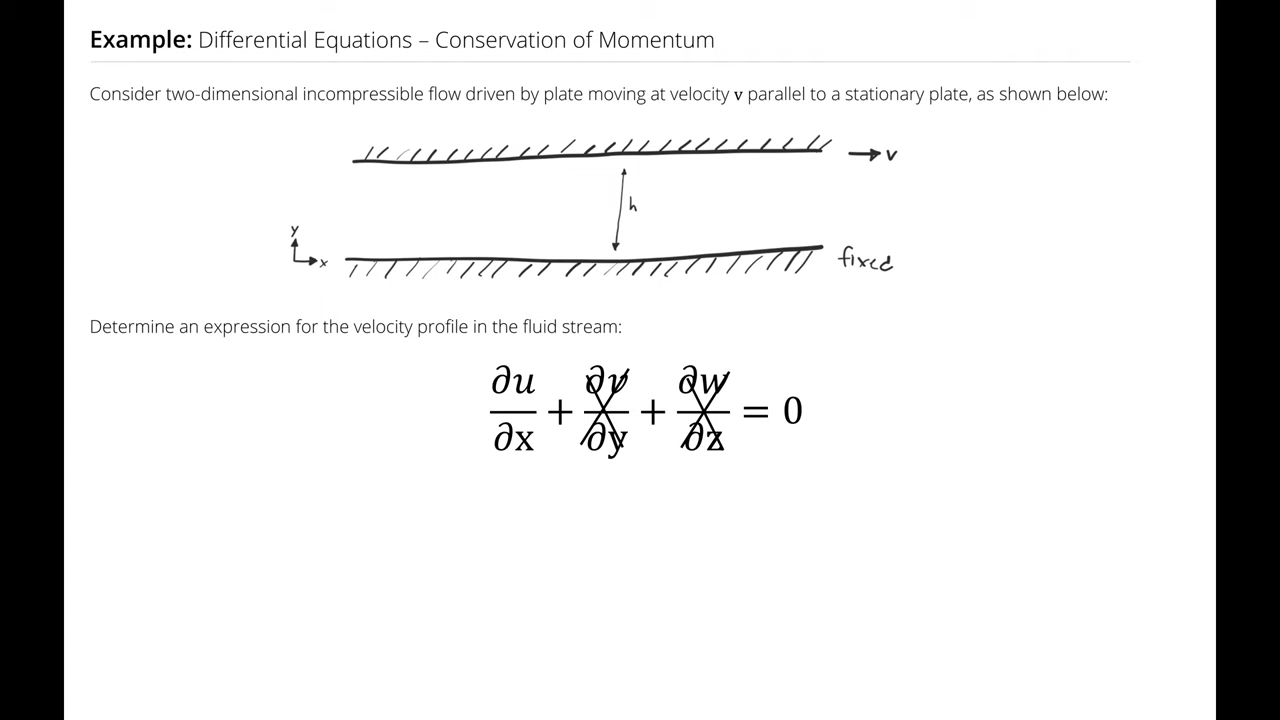 Example: Differential Equations – Conservation of Momentum
Consider two-dimensional incompressible flow driven by plate moving at velocity v parallel to a stationary plate, as shown below:
v
h
y
x
fixed
Determine an expression for the velocity profile in the fluid stream:
∂u/∂x + ∂v/∂y + ∂w/∂z = 0